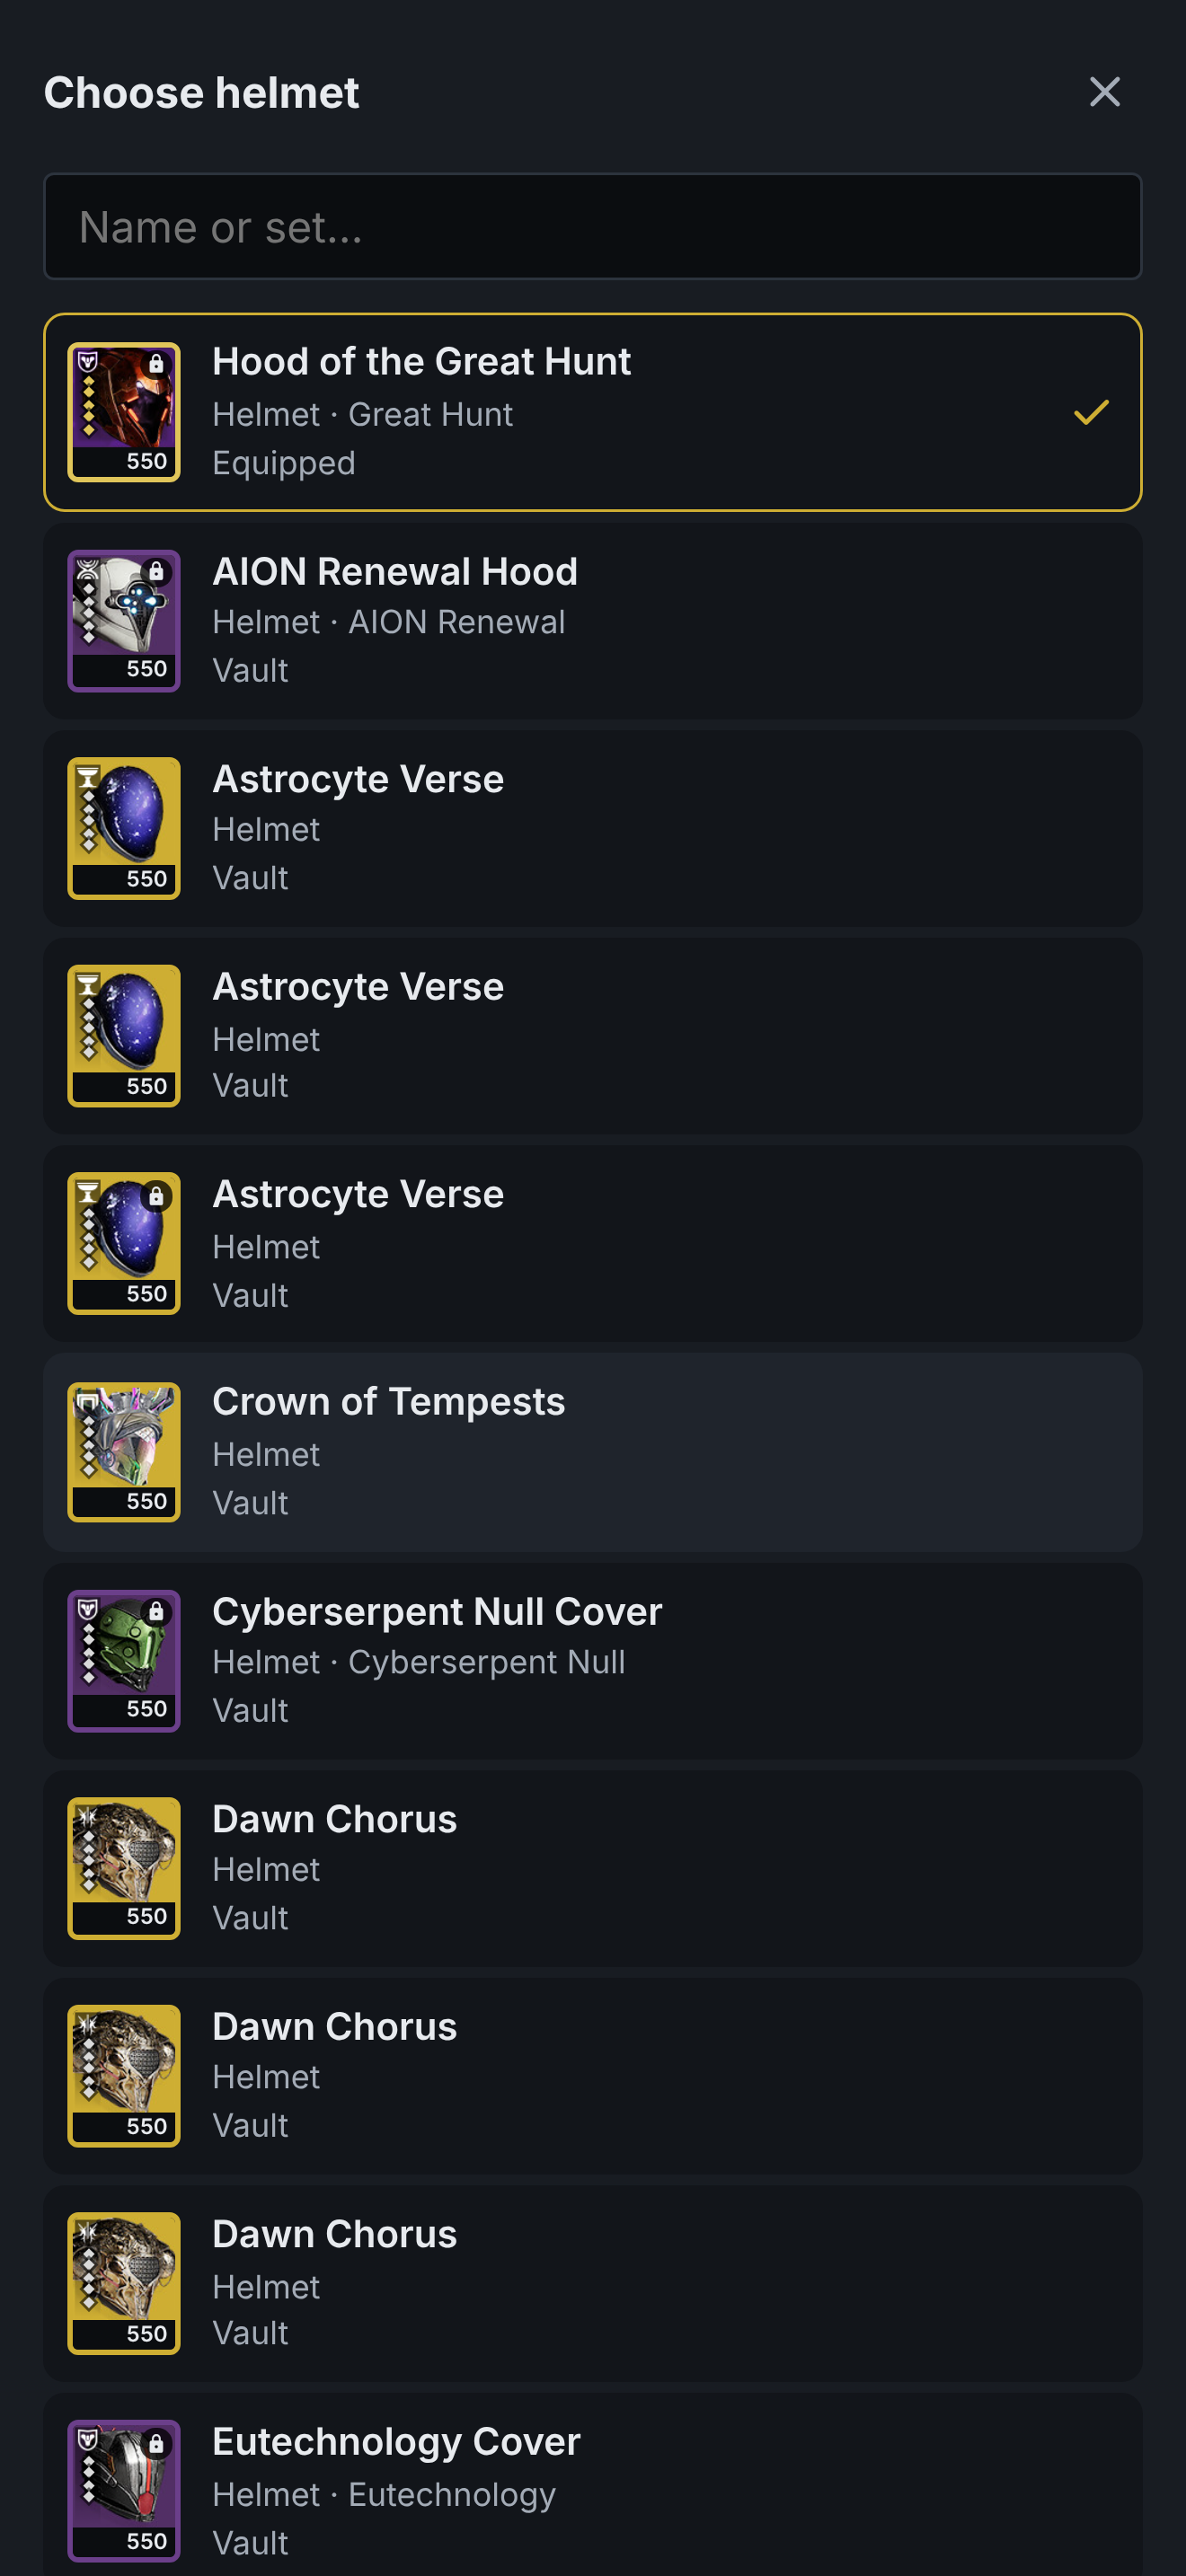 Choose helmet
Name or set...
Hood of the Great Hunt
Helmet · Great Hunt
550
Equipped
AION Renewal Hood
Helmet · AION Renewal
550
Vault
Astrocyte Verse
Helmet
550
Vault
Astrocyte Verse
Helmet
550
Vault
Astrocyte Verse
Helmet
550
Vault
Crown of Tempests
Helmet
550
Vault
Cyberserpent Null Cover
Helmet · Cyberserpent Null
550
Vault
Dawn Chorus
Helmet
550
Vault
Dawn Chorus
Helmet
550
Vault
Dawn Chorus
Helmet
550
Vault
Eutechnology Cover
Helmet · Eutechnology
550
Vault